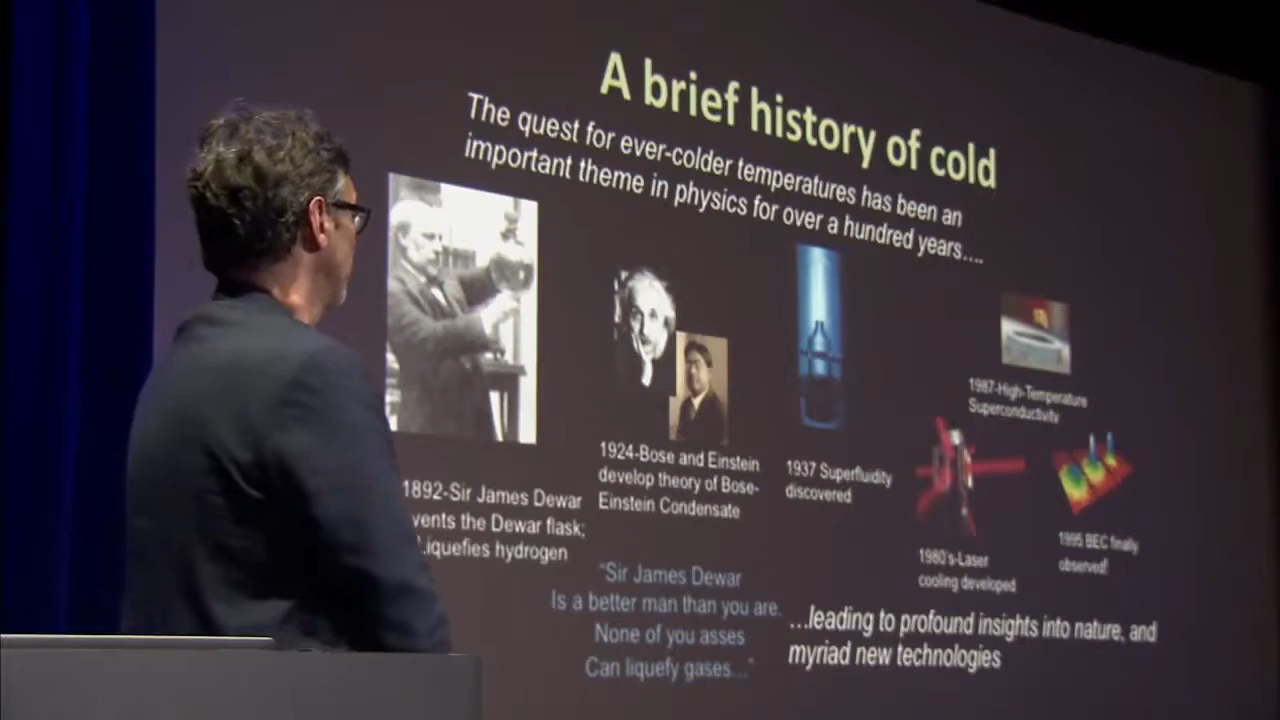 A brief history of cold
The quest for ever-colder temperatures has been an
important theme in physics for over a hundred years....
1892-Sir James Dewar
vents the Dewar flask;
Liquefies hydrogen
1924-Bose and Einstein
develop theory of Bose-
Einstein Condensate
1937 Superfluidity
discovered
1987-High-Temperature
Superconductivity
1980's-Laser
cooling developed
1995 BEC finally
observed!
"Sir James Dewar
Is a better man than you are.
None of you asses
Can liquefy gases..."
...leading to profound insights into nature, and
myriad new technologies